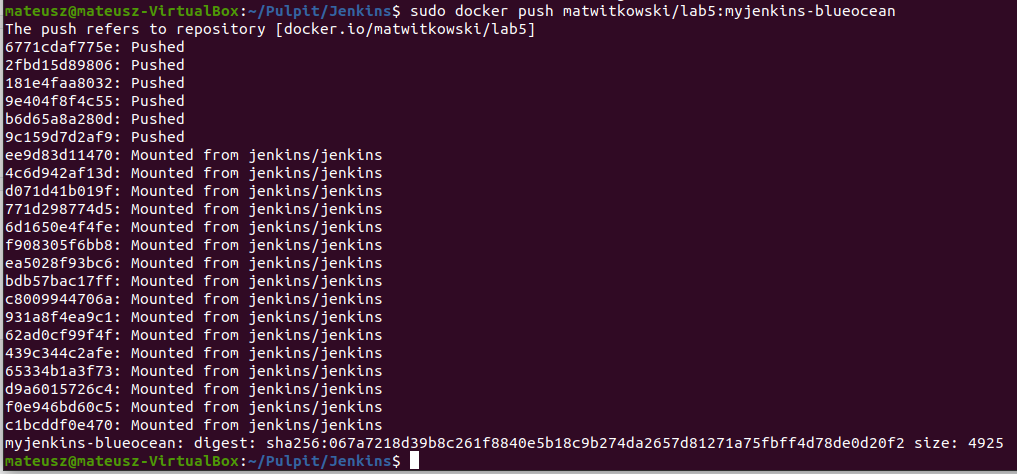 mateusz@mateusz-VirtualBox:~/Pulpit/Jenkins$ sudo docker push matwitkowski/lab5:myjenkins-blueocean
The push refers to repository [docker.io/matwitkowski/lab5]
6771cdaf775e: Pushed
2fbd15d89806: Pushed
181e4faa8032: Pushed
9e404f8f4c55: Pushed
b6d65a8a280d: Pushed
9c159d7d2af9: Pushed
ee9d83d11470: Mounted from jenkins/jenkins
4c6d942af13d: Mounted from jenkins/jenkins
d071d41b019f: Mounted from jenkins/jenkins
771d298774d5: Mounted from jenkins/jenkins
6d1650e4f4fe: Mounted from jenkins/jenkins
f908305f6bb8: Mounted from jenkins/jenkins
ea5028f93bc6: Mounted from jenkins/jenkins
bdb57bac17ff: Mounted from jenkins/jenkins
c8009944706a: Mounted from jenkins/jenkins
931a8f4ea9c1: Mounted from jenkins/jenkins
62ad0cf99f4f: Mounted from jenkins/jenkins
439c344c2afe: Mounted from jenkins/jenkins
65334b1a3f73: Mounted from jenkins/jenkins
d9a6015726c4: Mounted from jenkins/jenkins
f0e946bd60c5: Mounted from jenkins/jenkins
c1bcddf0e470: Mounted from jenkins/jenkins
myjenkins-blueocean: digest: sha256:067a7218d39b8c261f8840e5b18c9b274da2657d81271a75fbff4d78de0d20f2 size: 4925
mateusz@mateusz-VirtualBox:~/Pulpit/Jenkins$